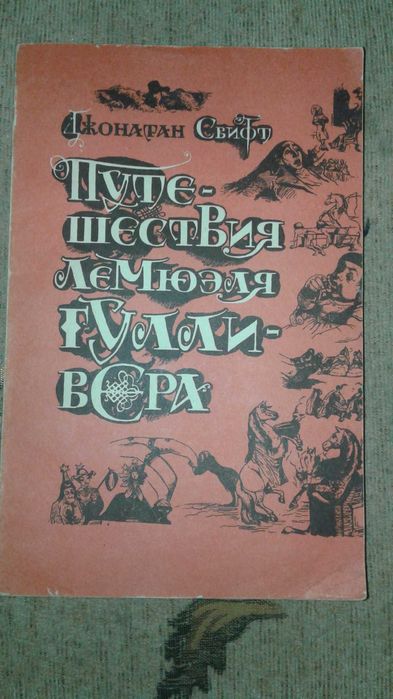 Джонатан Свифт
Путе-
шествия
Лемюэля
Гулли-
вера